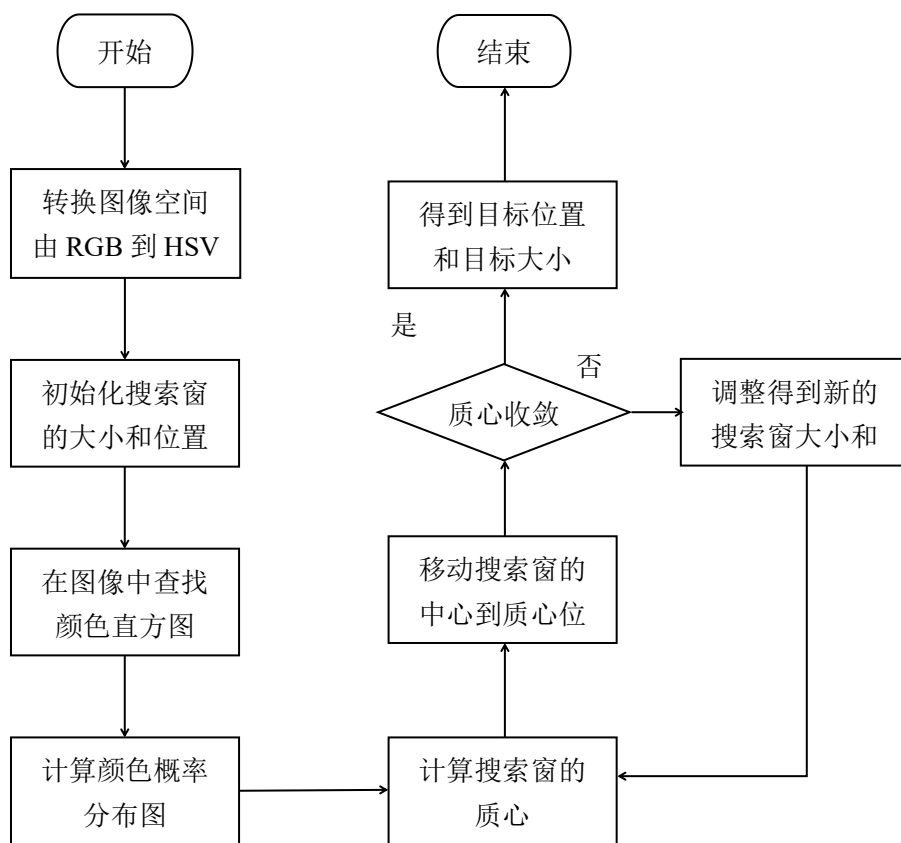 开始
转换图像空间
由 RGB 到 HSV
初始化搜索窗
的大小和位置
在图像中查找
颜色直方图
计算颜色概率
分布图
计算搜索窗的
质心
移动搜索窗的
中心到质心位
质心收敛
是
否
调整得到新的
搜索窗大小和
得到目标位置
和目标大小
结束